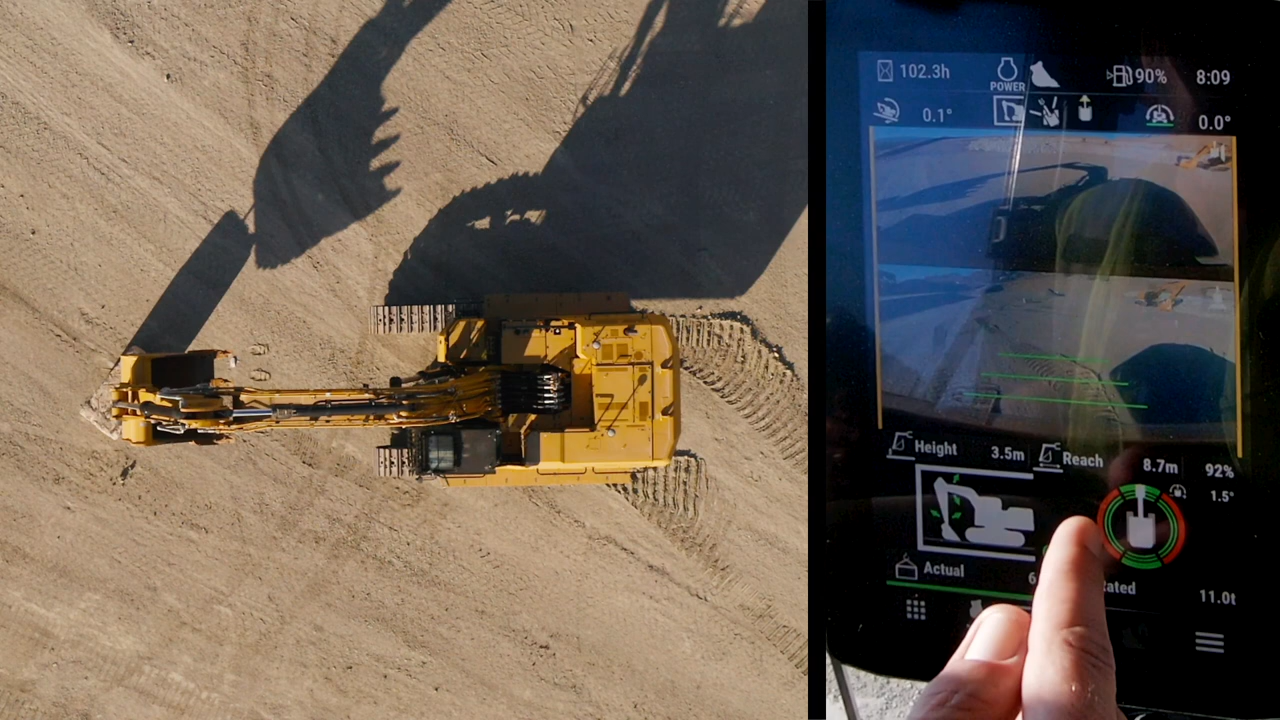 102.3h POWER 90% 8:09
0.1° 0.0°
Height 3.5m Reach 8.7m 92%
1.5°
Actual 6
ated 11.0t